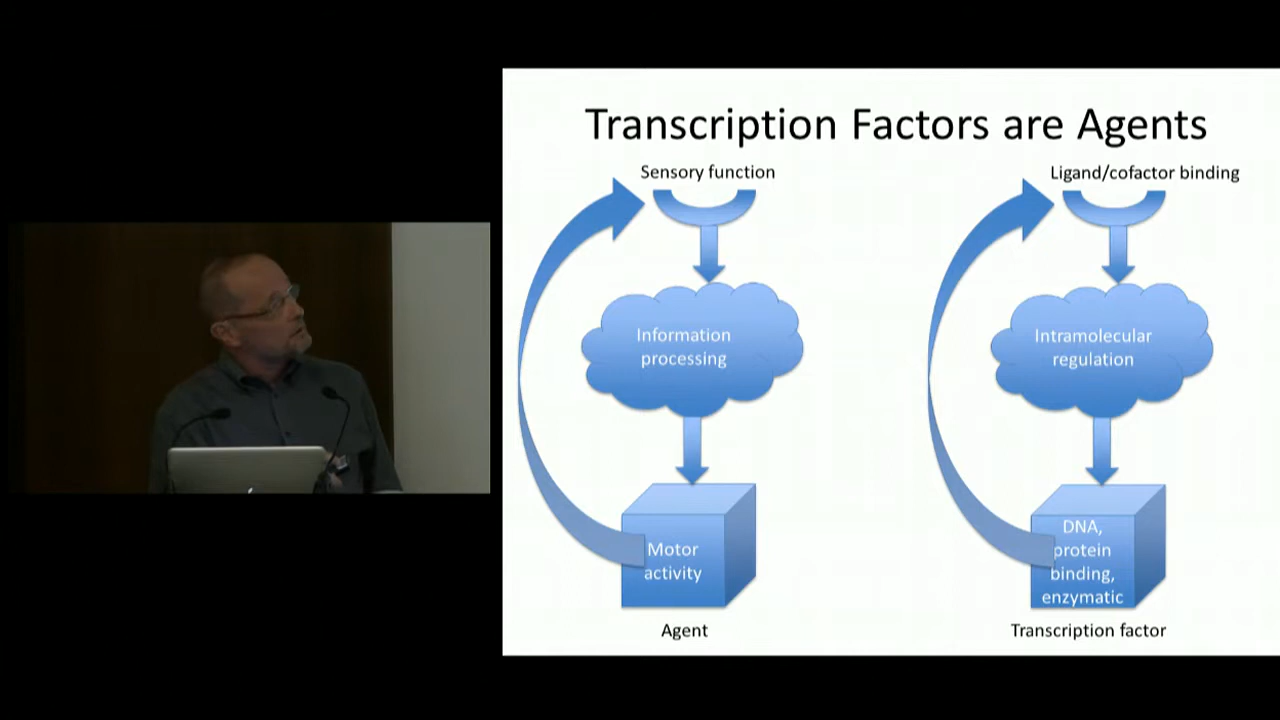 Transcription Factors are Agents
Sensory function
Information
processing
Motor
activity
Agent
Ligand/cofactor binding
Intramolecular
regulation
DNA,
protein
binding,
enzymatic
Transcription factor